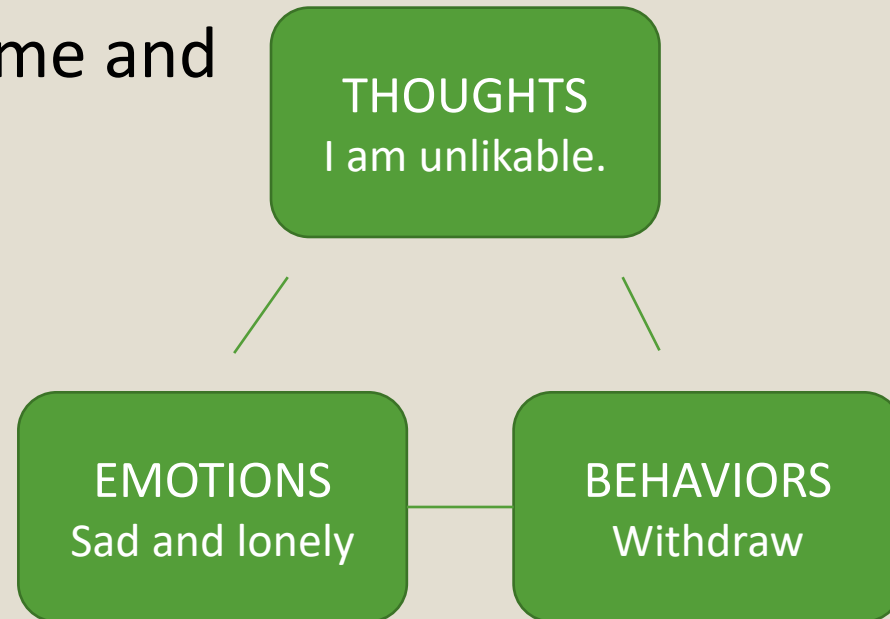 me and
THOUGHTS
I am unlikable.
EMOTIONS
Sad and lonely
BEHAVIORS
Withdraw